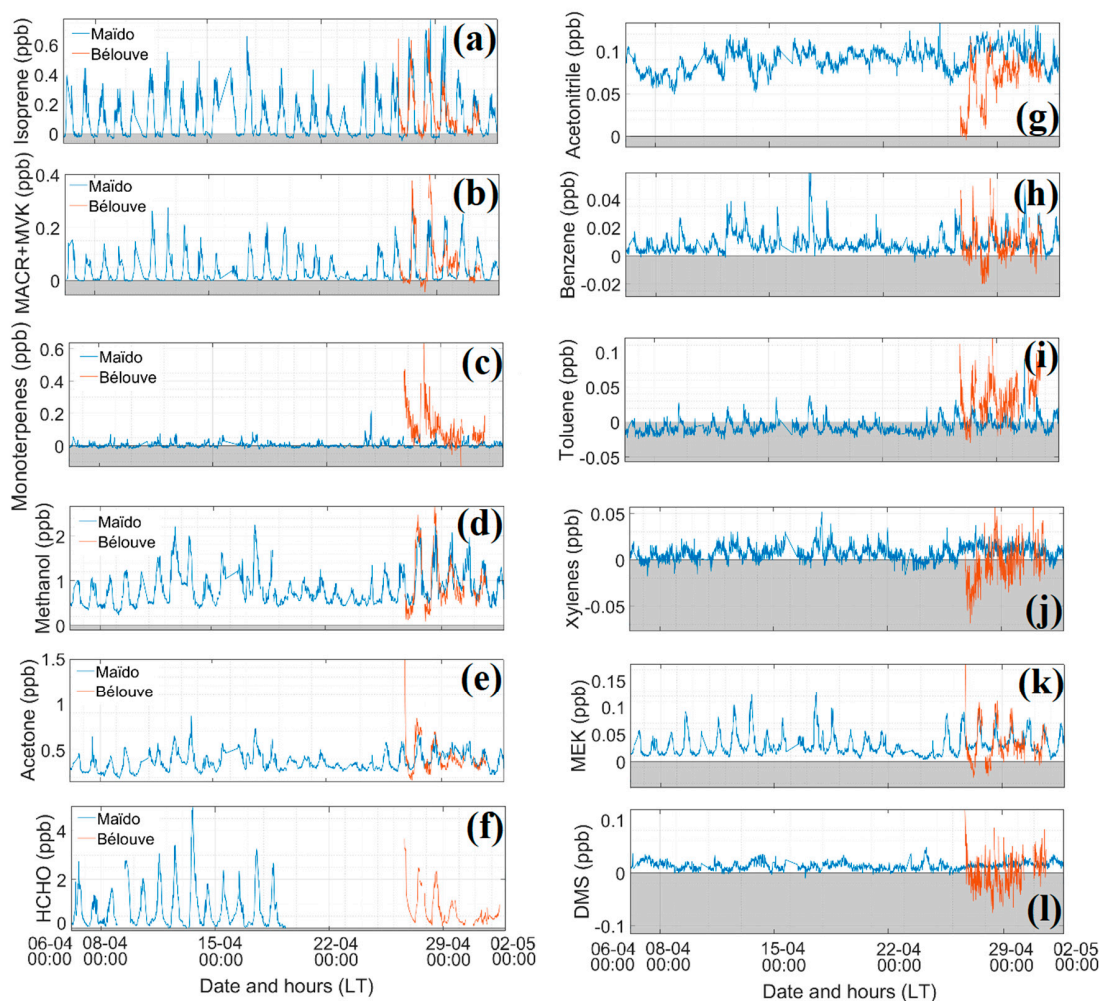 Isoprene (ppb)
0.6
0.4
0.2
0
Maïdo
Bélouve
(a)
MACR+MVK (ppb)
0.4
0.2
0
Maïdo
Bélouve
(b)
Monoterpenes (ppb)
0.6
0.4
0.2
0
Maïdo
Bélouve
(c)
Methanol (ppb)
2
1
0
Maïdo
Bélouve
(d)
Acetone (ppb)
1.5
1
0.5
Maïdo
Bélouve
(e)
HCHO (ppb)
4
2
0
Maïdo
Bélouve
(f)
06-04 08-04 15-04 22-04 29-04 02-05
00:00 00:00 00:00 00:00 00:00 00:00
Date and hours (LT)
Acetonitrile (ppb)
0.1
0.05
0
(g)
Benzene (ppb)
0.04
0.02
0
-0.02
(h)
Toluene (ppb)
0.1
0.05
0
-0.05
(i)
Xylenes (ppb)
0.05
0
-0.05
(j)
MEK (ppb)
0.15
0.1
0.05
0
(k)
DMS (ppb)
0.1
0
-0.1
(l)
06-04 08-04 15-04 22-04 29-04 02-05
00:00 00:00 00:00 00:00 00:00 00:00
Date and hours (LT)